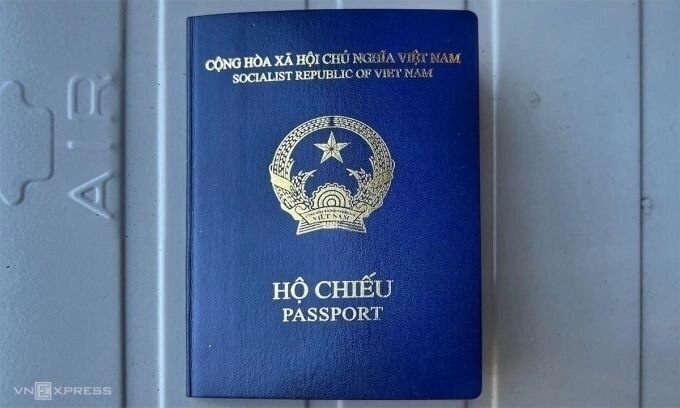 CỘNG HÒA XÃ HỘI CHỦ NGHĨA VIỆT NAM
SOCIALIST REPUBLIC OF VIET NAM
VIỆT NAM
HỘ CHIẾU
PASSPORT
AIR
VNEXPRESS